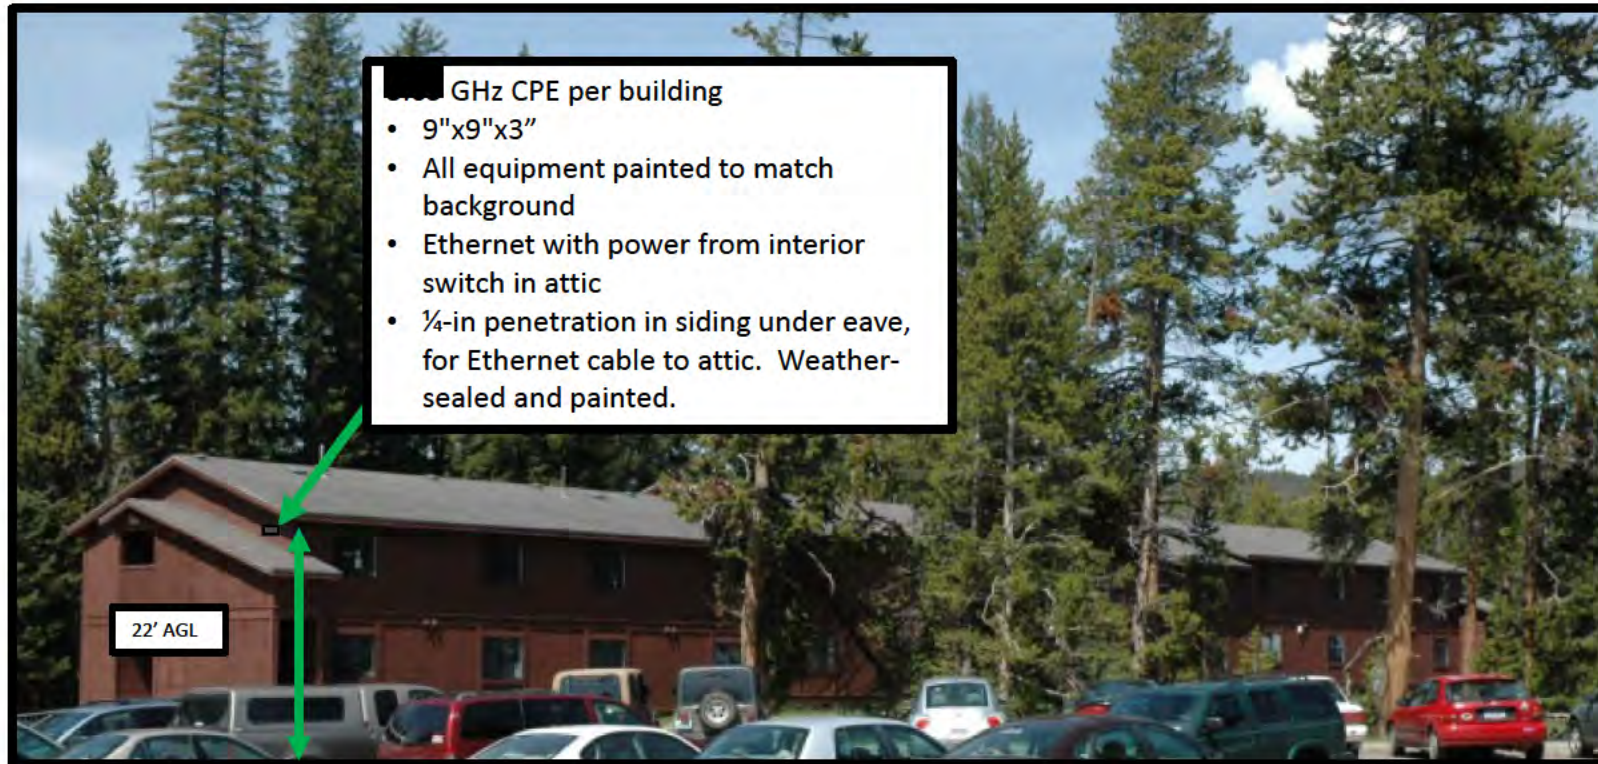 GHz CPE per building
• 9"x9"x3”
• All equipment painted to match
background
• Ethernet with power from interior
switch in attic
• ¼-in penetration in siding under eave,
for Ethernet cable to attic.  Weather-
sealed and painted.
22’ AGL